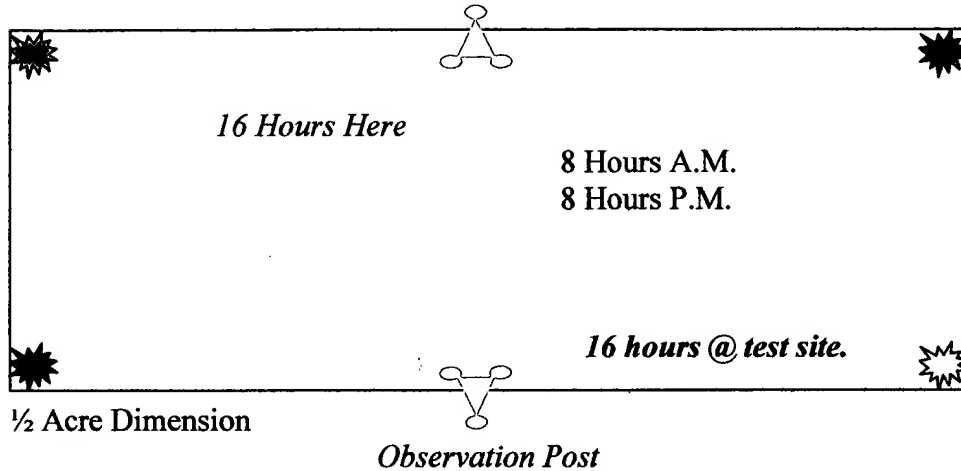 16 Hours Here
8 Hours A.M.
8 Hours P.M.
16 hours @ test site.
½ Acre Dimension
Observation Post